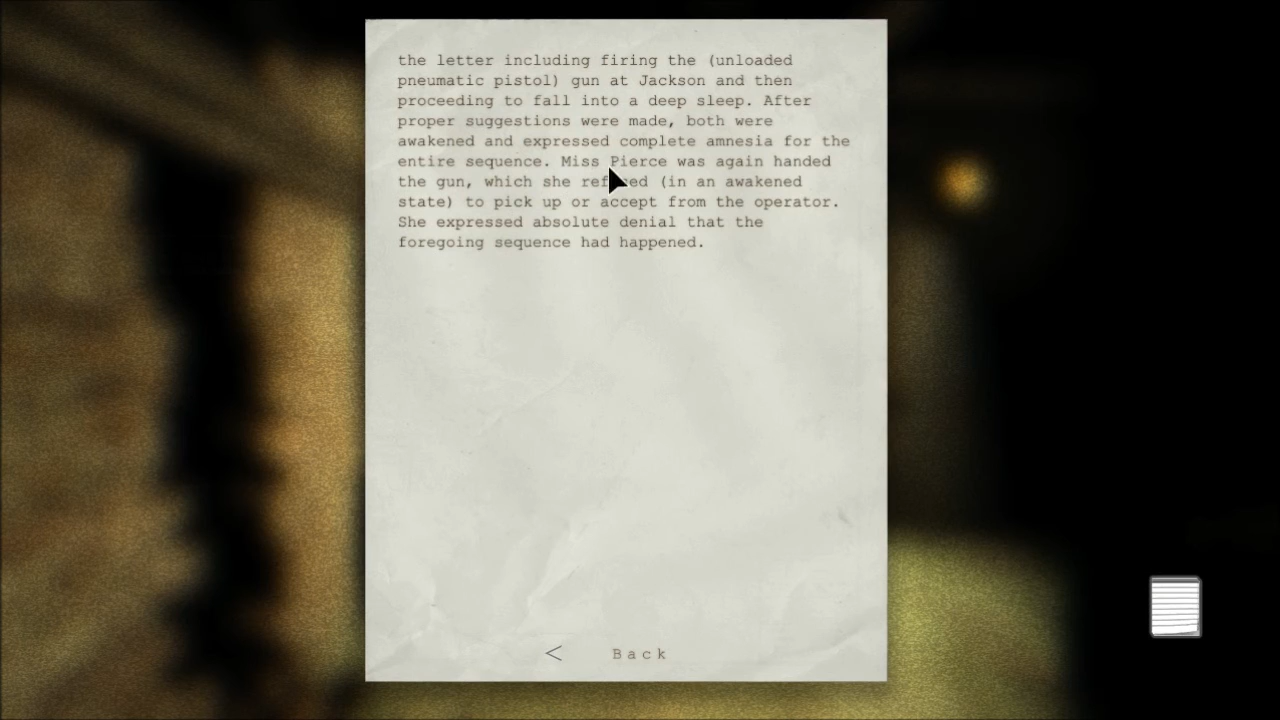 the letter including firing the (unloaded
pneumatic pistol) gun at Jackson and then
proceeding to fall into a deep sleep. After
proper suggestions were made, both were
awakened and expressed complete amnesia for the
entire sequence. Miss Pierce was again handed
the gun, which she refused (in an awakened
state) to pick up or accept from the operator.
She expressed absolute denial that the
foregoing sequence had happened.
< Back